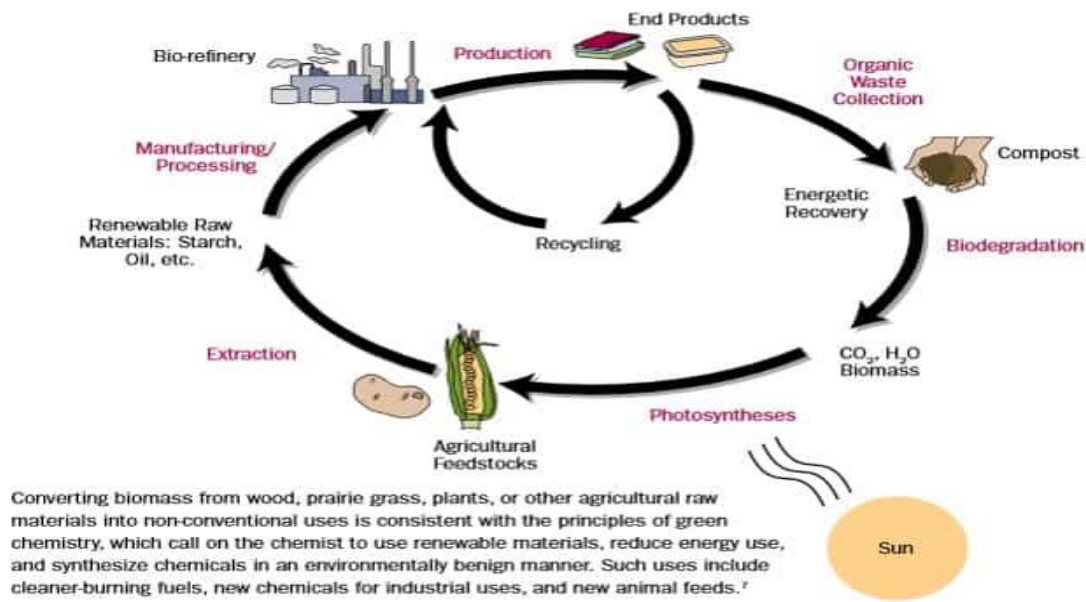 End Products
Bio-refinery
Production
Organic
Waste
Collection
Manufacturing/
Processing
Compost
Energetic
Recovery
Renewable Raw
Materials: Starch,
Oil, etc.
Recycling
Biodegradation
Extraction
CO₂, H₂O
Biomass
Photosyntheses
Agricultural
Feedstocks
Converting biomass from wood, prairie grass, plants, or other agricultural raw
materials into non-conventional uses is consistent with the principles of green
chemistry, which call on the chemist to use renewable materials, reduce energy use,
and synthesize chemicals in an environmentally benign manner. Such uses include
cleaner-burning fuels, new chemicals for industrial uses, and new animal feeds.⁷
Sun